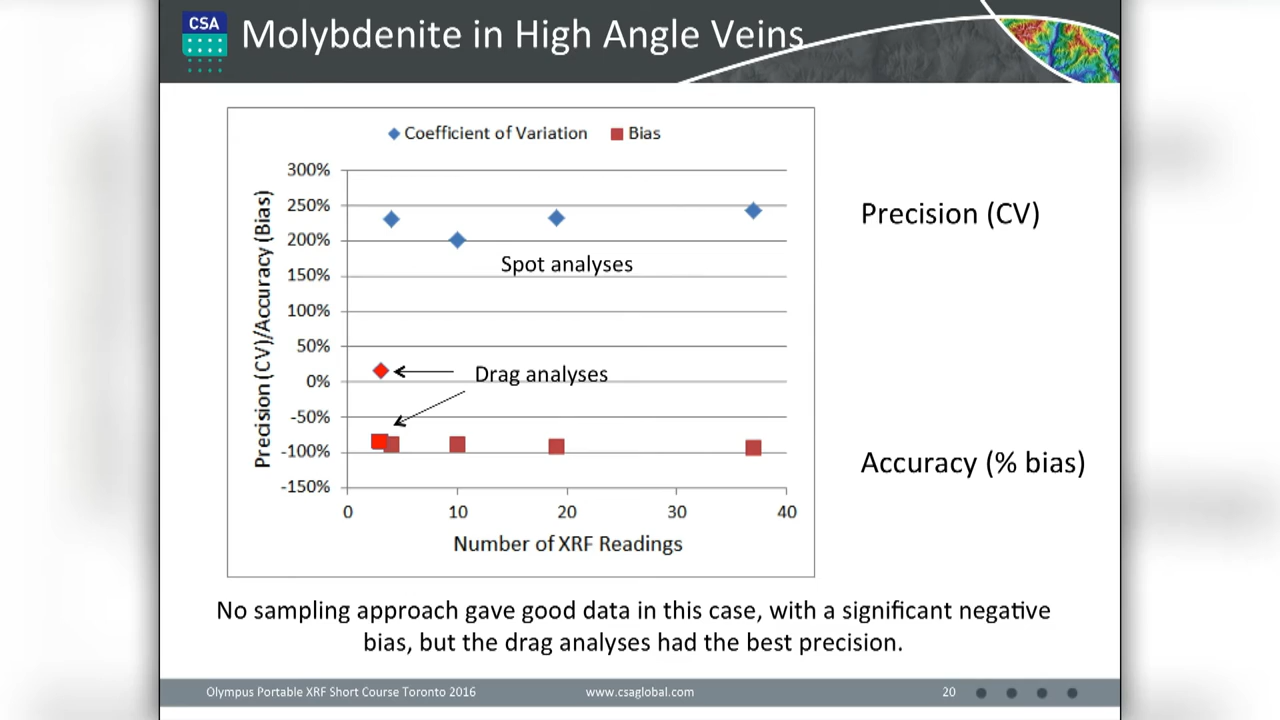 CSA
Molybdenite in High Angle Veins
Coefficient of Variation
Bias
300%
250%
200%
150%
100%
50%
0%
-50%
-100%
-150%
Precision (CV)/Accuracy (Bias)
Spot analyses
Drag analyses
0
10
20
30
40
Number of XRF Readings
Precision (CV)
Accuracy (% bias)
No sampling approach gave good data in this case, with a significant negative
bias, but the drag analyses had the best precision.
Olympus Portable XRF Short Course Toronto 2016
www.csaglobal.com
20